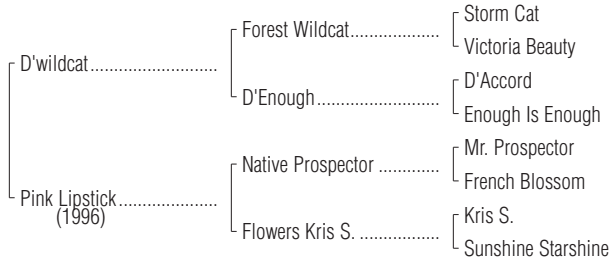 Storm Cat
Forest Wildcat....................
Victoria Beauty
D'wildcat............................
D'Accord
D'Enough...........................
Enough Is Enough
Mr. Prospector
Native Prospector .............
French Blossom
Pink Lipstick......................
(1996)
Kris S.
Flowers Kris S. ..................
Sunshine Starshine